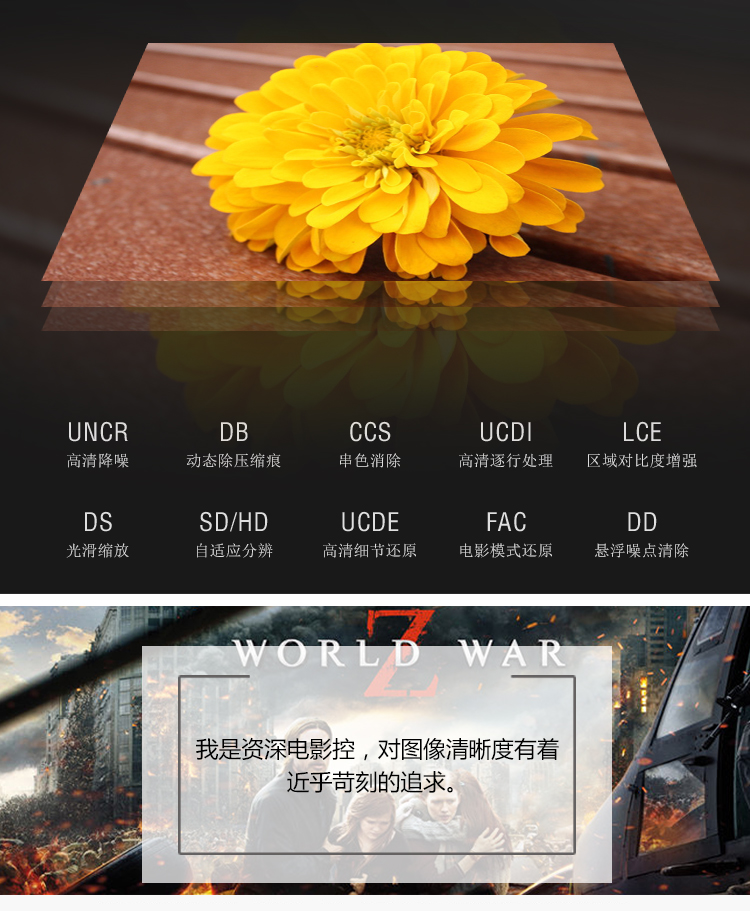 UNCR DB CCS UCDI LCE
高清降噪 动态除压缩痕 串色消除 高清逐行处理 区域对比度增强
DS SD/HD UCDE FAC DD
光滑缩放 自适应分辨 高清细节还原 电影模式还原 悬浮噪点清除
WORLD WAR Z
我是资深电影控，对图像清晰度有着
近乎苛刻的追求。